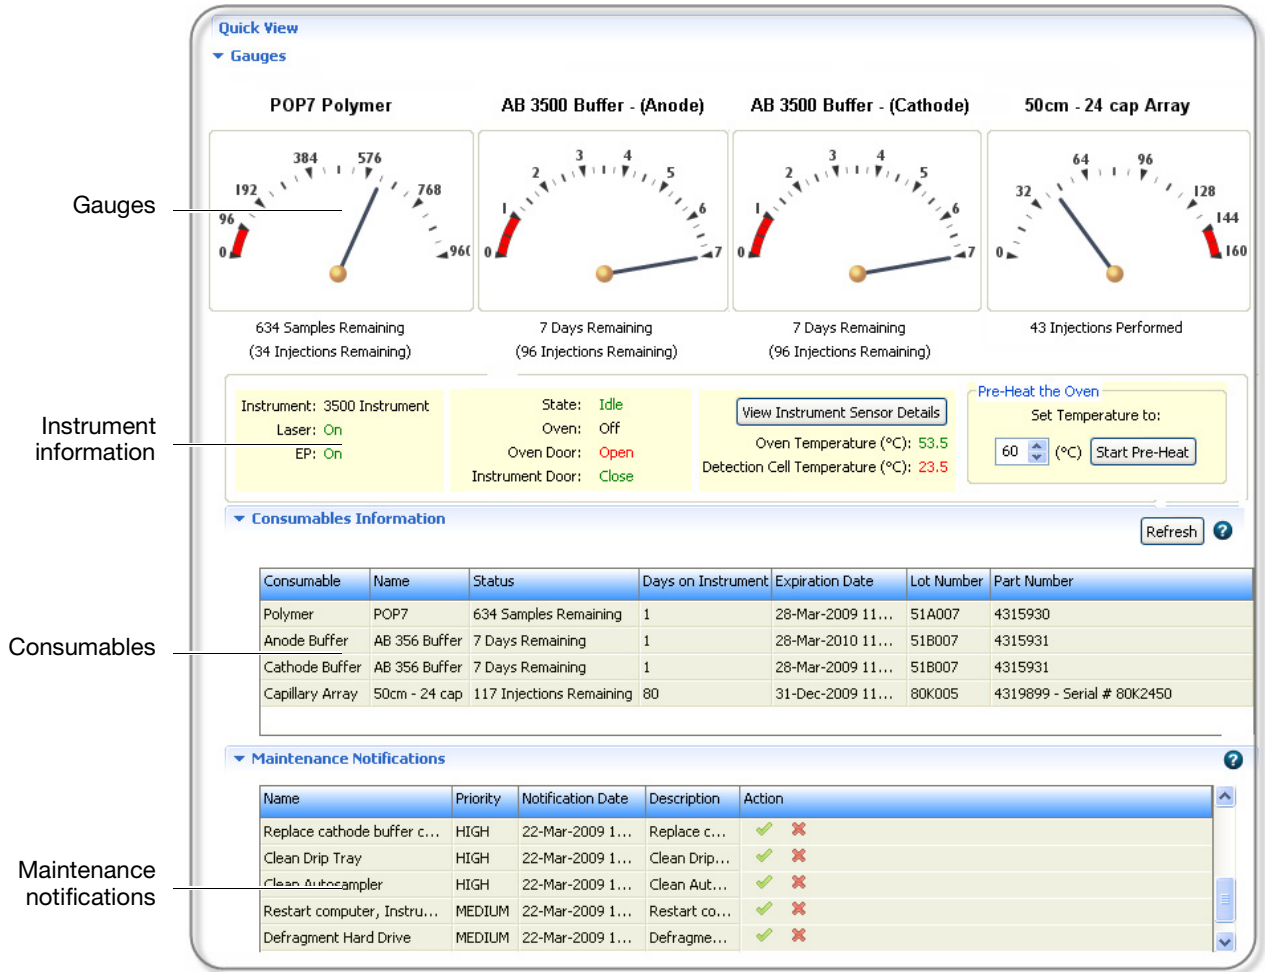 Quick View
Gauges
POP7 Polymer
AB 3500 Buffer - (Anode)
AB 3500 Buffer - (Cathode)
50cm - 24 cap Array
0 96 192 384 576 768 960
0 1 2 3 4 5 6 7
0 1 2 3 4 5 6 7
0 32 64 96 128 144 160
634 Samples Remaining
(34 Injections Remaining)
7 Days Remaining
(96 Injections Remaining)
7 Days Remaining
(96 Injections Remaining)
43 Injections Performed
Gauges
Instrument information
Instrument: 3500 Instrument
Laser: On
EP: On
State: Idle
Oven: Off
Oven Door: Open
Instrument Door: Close
View Instrument Sensor Details
Oven Temperature (°C): 53.5
Detection Cell Temperature (°C): 23.5
Pre-Heat the Oven
Set Temperature to:
60 (°C) Start Pre-Heat
Consumables Information
Refresh ?
Consumables
Consumable Name Status Days on Instrument Expiration Date Lot Number Part Number
Polymer POP7 634 Samples Remaining 1 28-Mar-2009 11... 51A007 4315930
Anode Buffer AB 356 Buffer 7 Days Remaining 1 28-Mar-2010 11... 51B007 4315931
Cathode Buffer AB 356 Buffer 7 Days Remaining 1 28-Mar-2009 11... 51B007 4315931
Capillary Array 50cm - 24 cap 117 Injections Remaining 80 31-Dec-2009 11... 80K005 4319899 - Serial # 80K2450
Maintenance Notifications ?
Maintenance notifications
Name Priority Notification Date Description Action
Replace cathode buffer c... HIGH 22-Mar-2009 1... Replace c...
Clean Drip Tray HIGH 22-Mar-2009 1... Clean Drip...
Clean Autosampler HIGH 22-Mar-2009 1... Clean Aut...
Restart computer, Instru... MEDIUM 22-Mar-2009 1... Restart co...
Defragment Hard Drive MEDIUM 22-Mar-2009 1... Defragme...